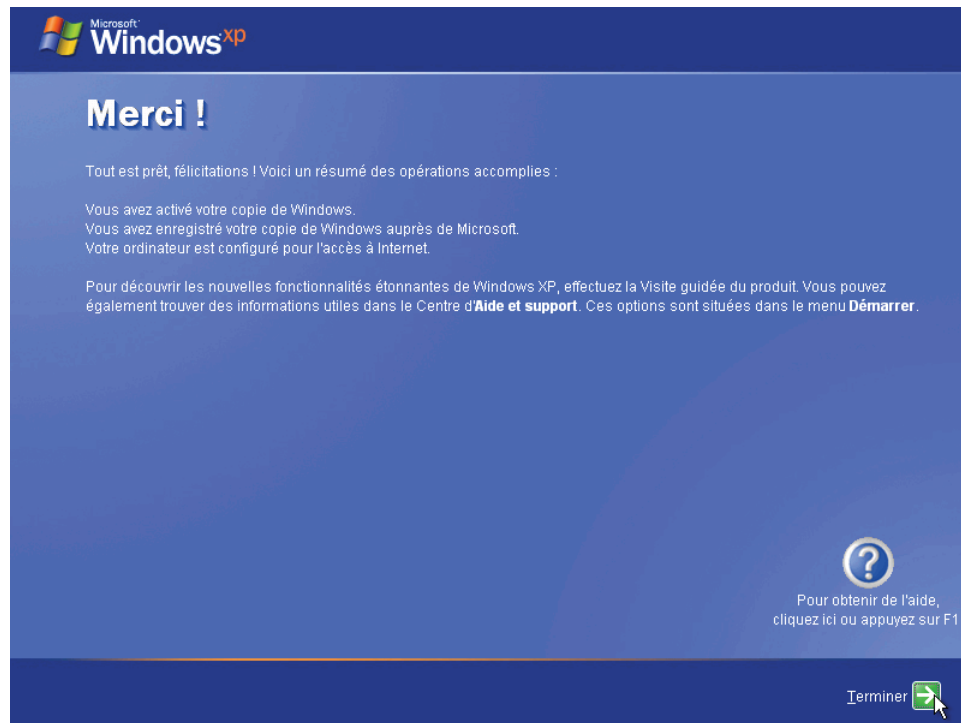 Microsoft
Windows xp
Merci !
Tout est prêt, félicitations ! Voici un résumé des opérations accomplies :
Vous avez activé votre copie de Windows.
Vous avez enregistré votre copie de Windows auprès de Microsoft.
Votre ordinateur est configuré pour l'accès à Internet.
Pour découvrir les nouvelles fonctionnalités étonnantes de Windows XP, effectuez la Visite guidée du produit. Vous pouvez
également trouver des informations utiles dans le Centre d'Aide et support. Ces options sont situées dans le menu Démarrer.
?
Pour obtenir de l'aide,
cliquez ici ou appuyez sur F1
Terminer